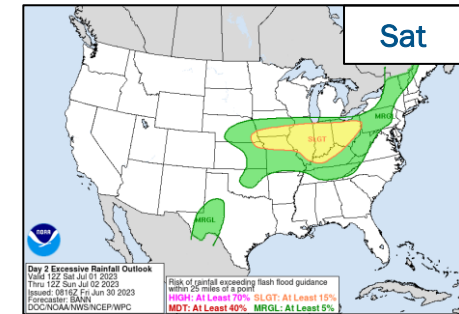 Sat
MRGL
SLGT
MRGL
NOAA
Day 2 Excessive Rainfall Outlook
Valid 12Z Sat Jul 01 2023
Thru 12Z Sun Jul 02 2023
Issued: 0816Z Fri Jun 30 2023
Forecaster: BANN
DOC/NOAA/NWS/NCEP/WPC
Risk of rainfall exceeding flash flood guidance
within 25 miles of a point
HIGH: At Least 70% SLGT: At Least 15%
MDT: At Least 40% MRGL: At Least 5%